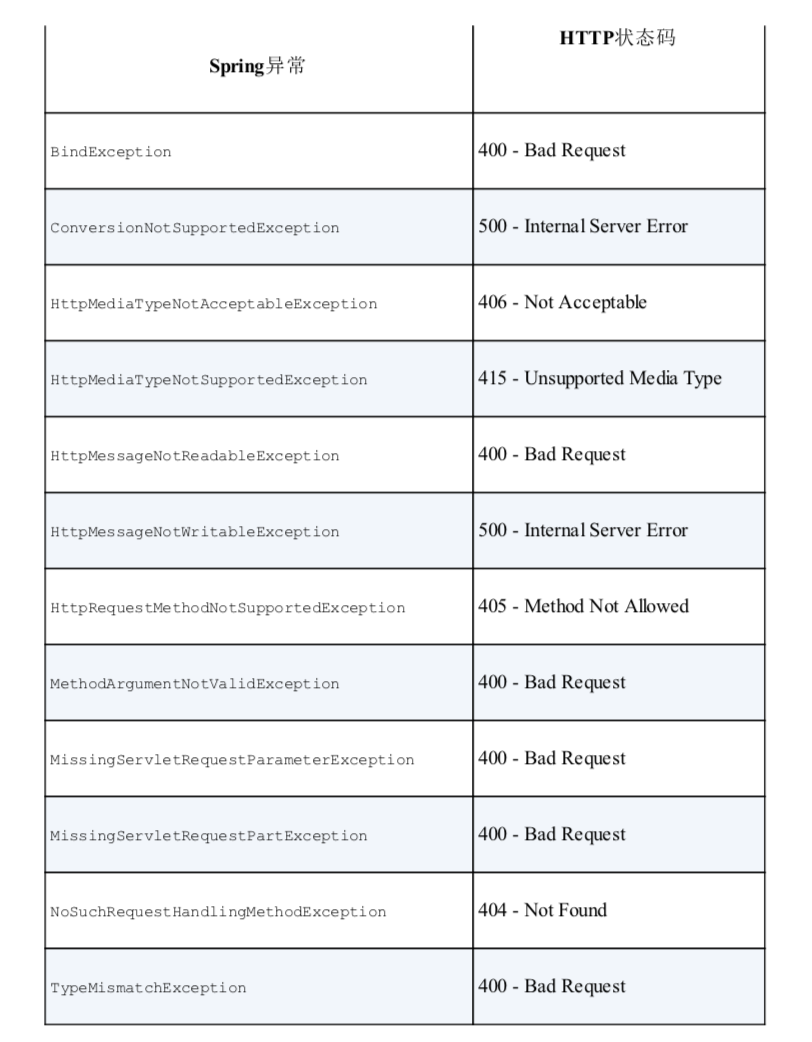 Spring异常
HTTP状态码
BindException
400 - Bad Request
ConversionNotSupportedException
500 - Internal Server Error
HttpMediaTypeNotAcceptableException
406 - Not Acceptable
HttpMediaTypeNotSupportedException
415 - Unsupported Media Type
HttpMessageNotReadableException
400 - Bad Request
HttpMessageNotWritableException
500 - Internal Server Error
HttpRequestMethodNotSupportedException
405 - Method Not Allowed
MethodArgumentNotValidException
400 - Bad Request
MissingServletRequestParameterException
400 - Bad Request
MissingServletRequestPartException
400 - Bad Request
NoSuchRequestHandlingMethodException
404 - Not Found
TypeMismatchException
400 - Bad Request